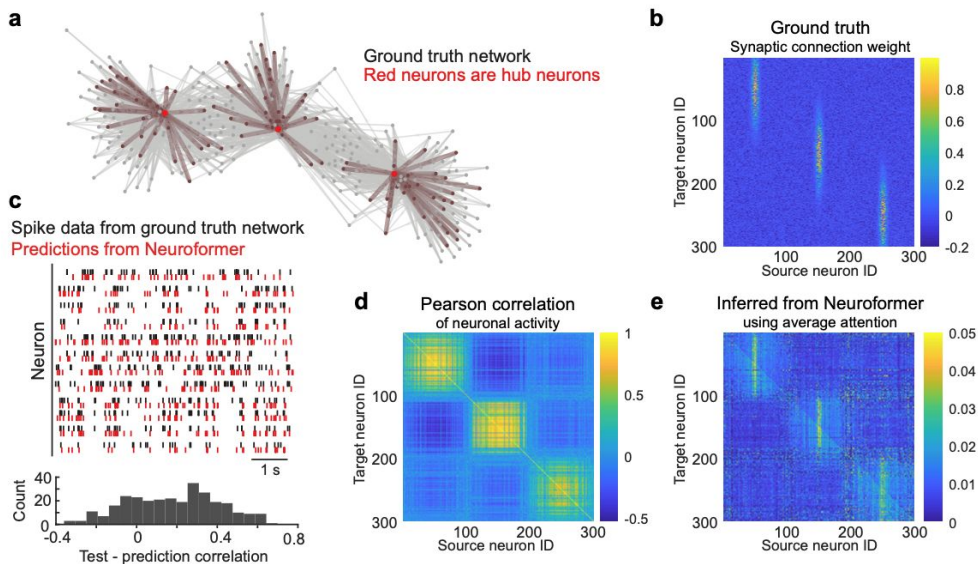 a
Ground truth network
Red neurons are hub neurons
b
Ground truth
Synaptic connection weight
Target neuron ID
100
200
300
100
200
300
Source neuron ID
0.8
0.6
0.4
0.2
0
-0.2
c
Spike data from ground truth network
Predictions from Neuroformer
Neuron
1 s
Count
40
20
0
-0.4
0
0.4
0.8
Test - prediction correlation
d
Pearson correlation
of neuronal activity
Target neuron ID
100
200
300
100
200
300
Source neuron ID
1
0.5
0
-0.5
e
Inferred from Neuroformer
using average attention
Target neuron ID
100
200
300
100
200
300
Source neuron ID
0.05
0.04
0.03
0.02
0.01
0